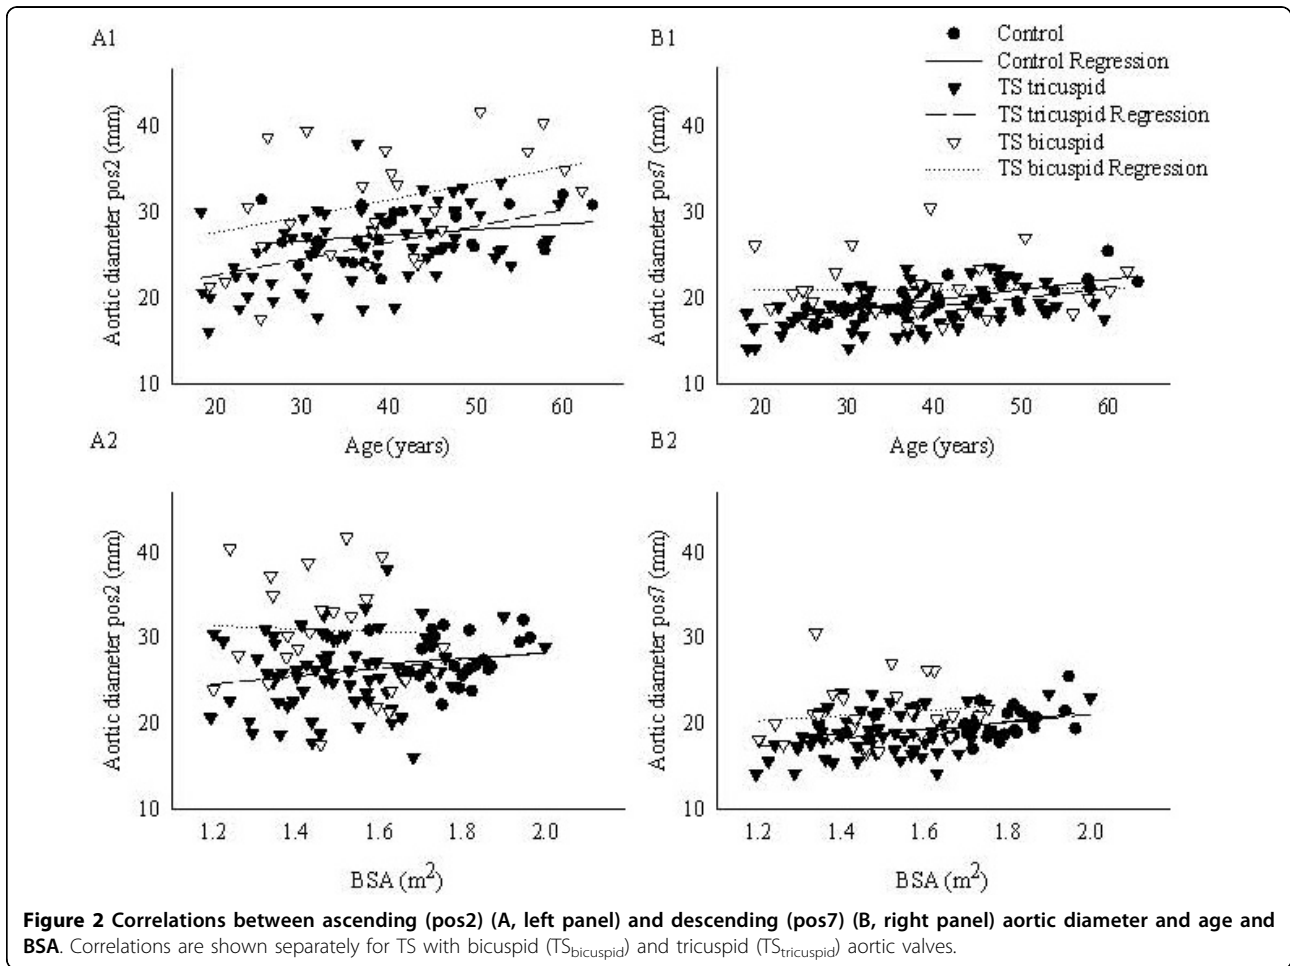 A1
B1
Control
Control Regression
TS tricuspid
TS tricuspid Regression
TS bicuspid
TS bicuspid Regression
Aortic diameter pos2 (mm)
40
30
20
10
20 30 40 50 60
Age (years)
Aortic diameter pos7 (mm)
40
30
20
10
20 30 40 50 60
Age (years)
A2
B2
Aortic diameter pos2 (mm)
40
30
20
10
1.2 1.4 1.6 1.8 2.0
BSA (m²)
Aortic diameter pos7 (mm)
40
30
20
10
1.2 1.4 1.6 1.8 2.0
BSA (m²)
Figure 2 Correlations between ascending (pos2) (A, left panel) and descending (pos7) (B, right panel) aortic diameter and age and
BSA. Correlations are shown separately for TS with bicuspid (TSbicuspid) and tricuspid (TStricuspid) aortic valves.